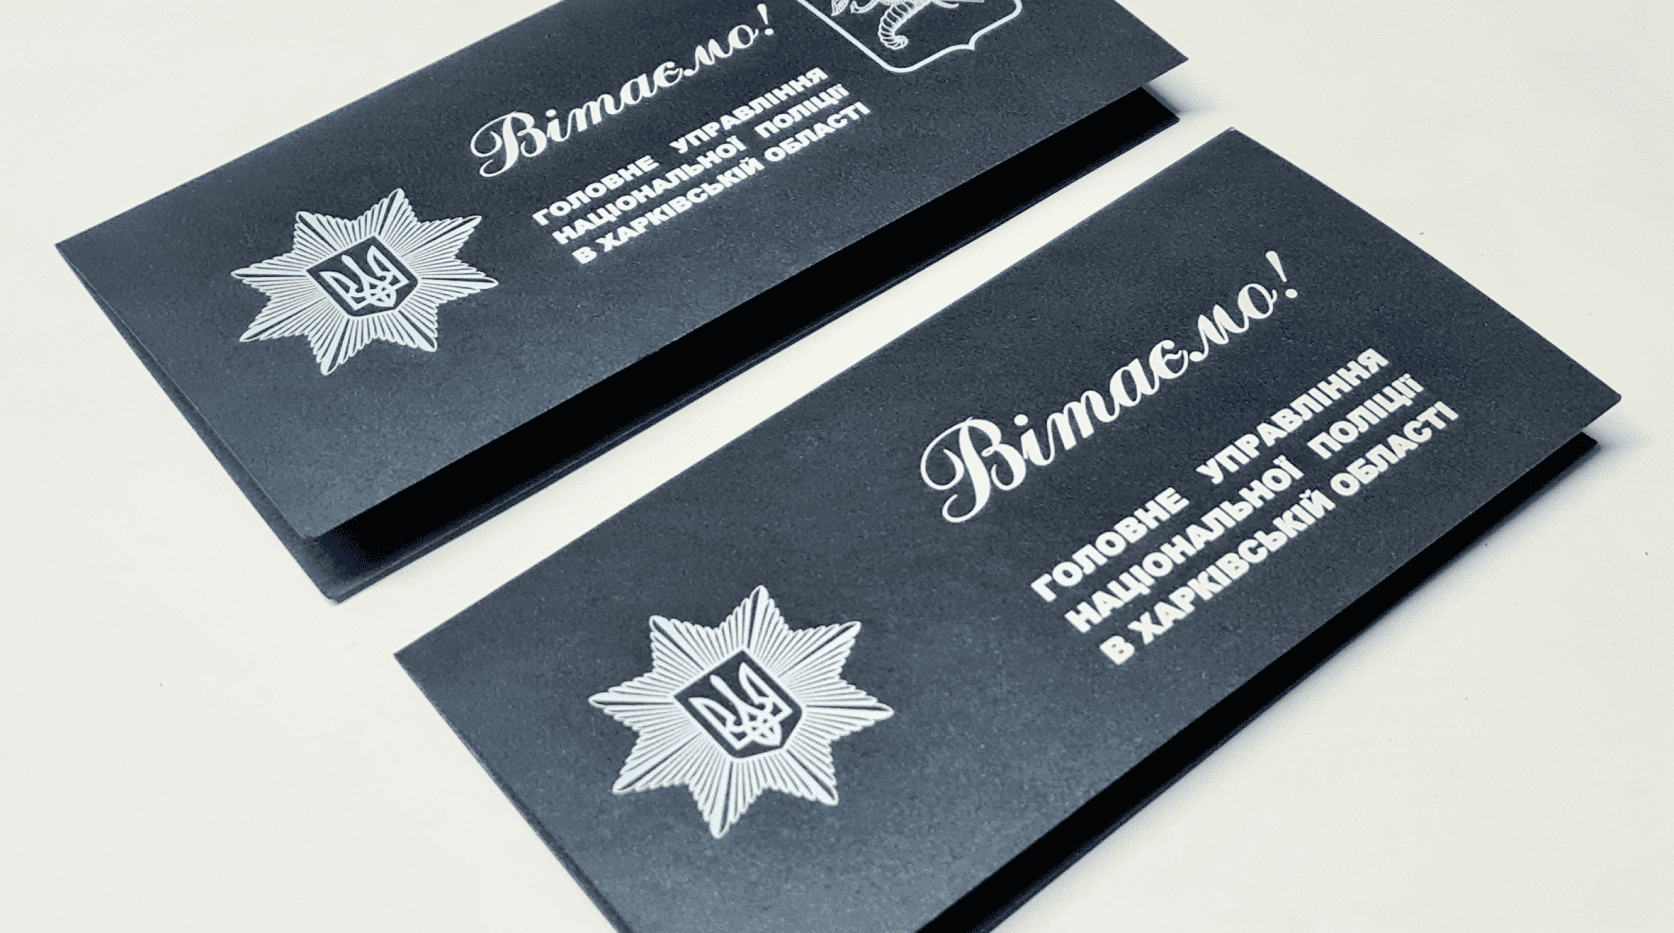 Вітаємо!
ГОЛОВНЕ УПРАВЛІННЯ
НАЦІОНАЛЬНОЇ ПОЛІЦІЇ
В ХАРКІВСЬКІЙ ОБЛАСТІ
Вітаємо!
ГОЛОВНЕ УПРАВЛІННЯ
НАЦІОНАЛЬНОЇ ПОЛІЦІЇ
В ХАРКІВСЬКІЙ ОБЛАСТІ